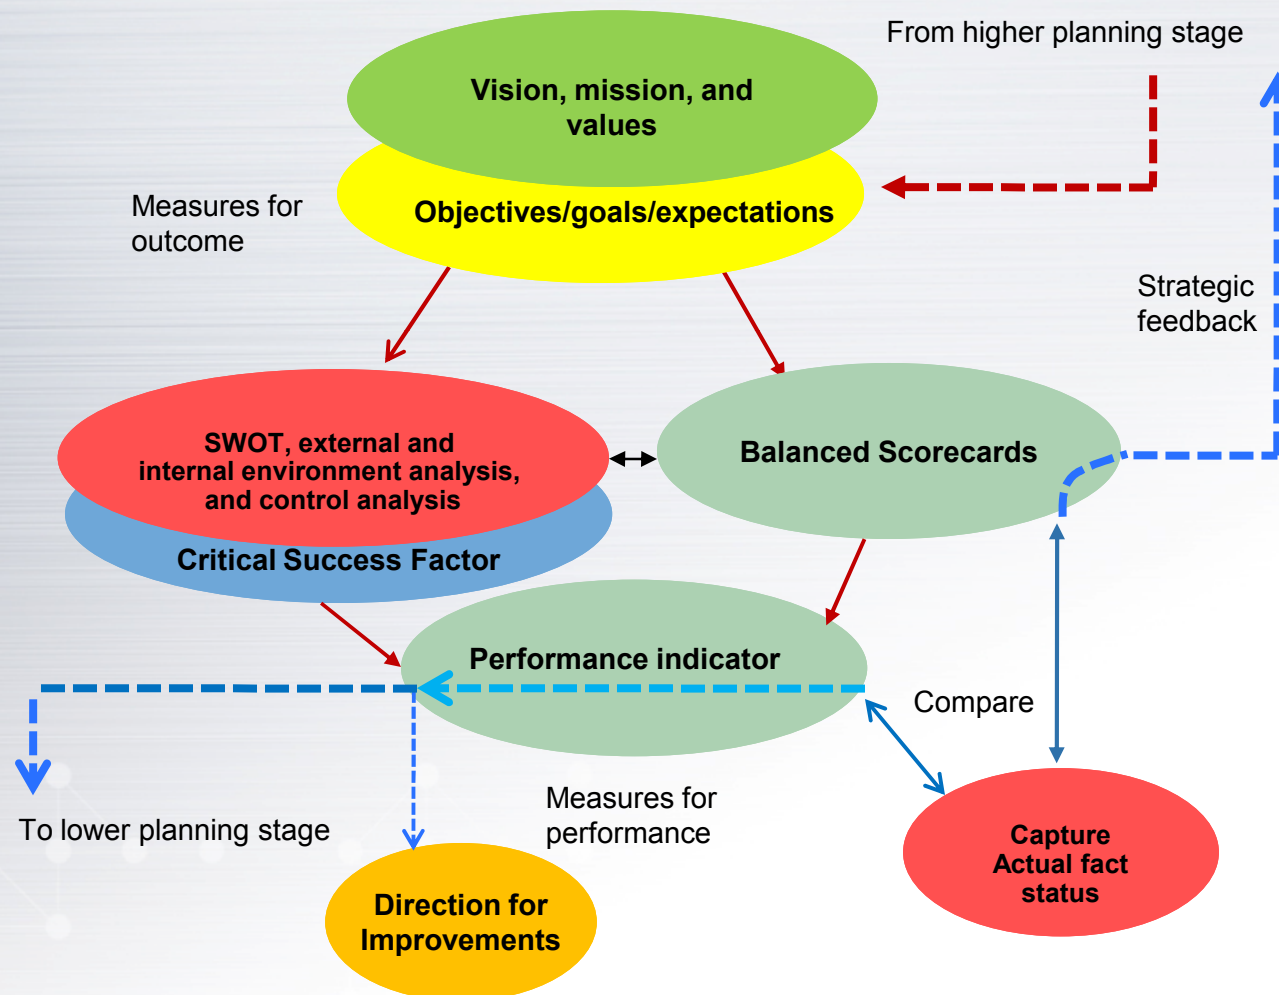 From higher planning stage
Vision, mission, and
values
Measures for
outcome
Objectives/goals/expectations
Strategic
feedback
SWOT, external and
internal environment analysis,
and control analysis
Balanced Scorecards
Critical Success Factor
Performance indicator
Compare
To lower planning stage
Measures for
performance
Capture
Actual fact
status
Direction for
Improvements